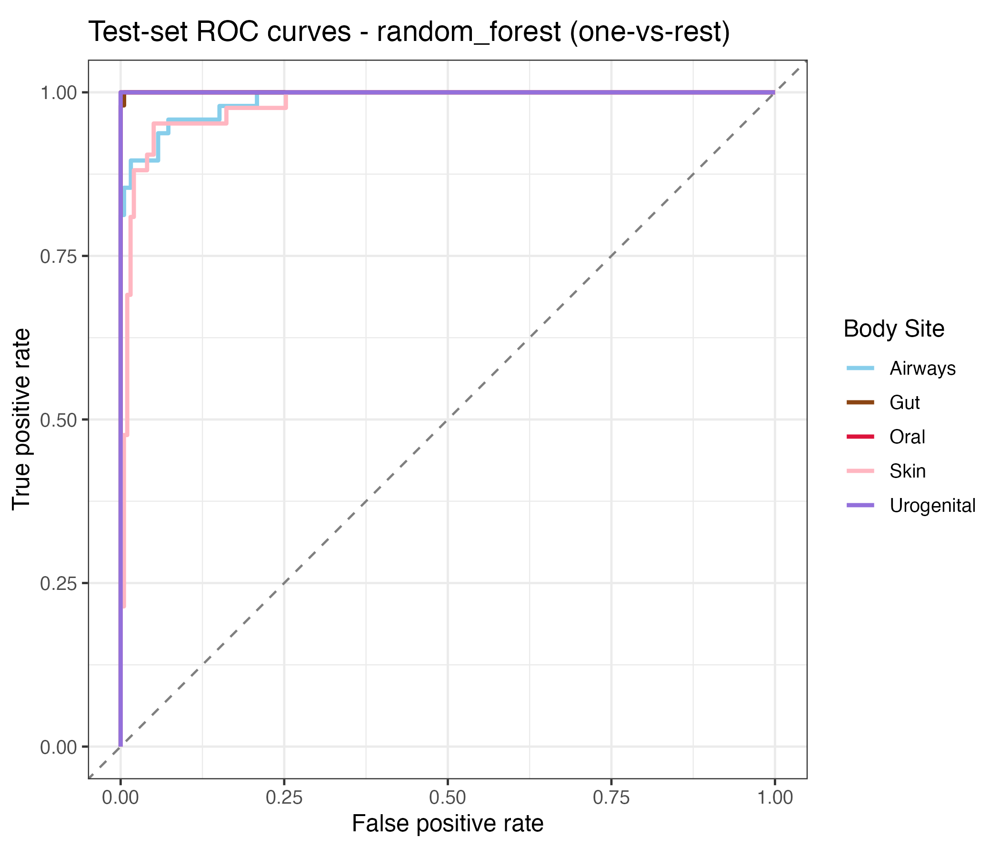 Test-set ROC curves - random_forest (one-vs-rest)
True positive rate
1.00
0.75
0.50
0.25
0.00
0.00 0.25 0.50 0.75 1.00
False positive rate
Body Site
Airways
Gut
Oral
Skin
Urogenital